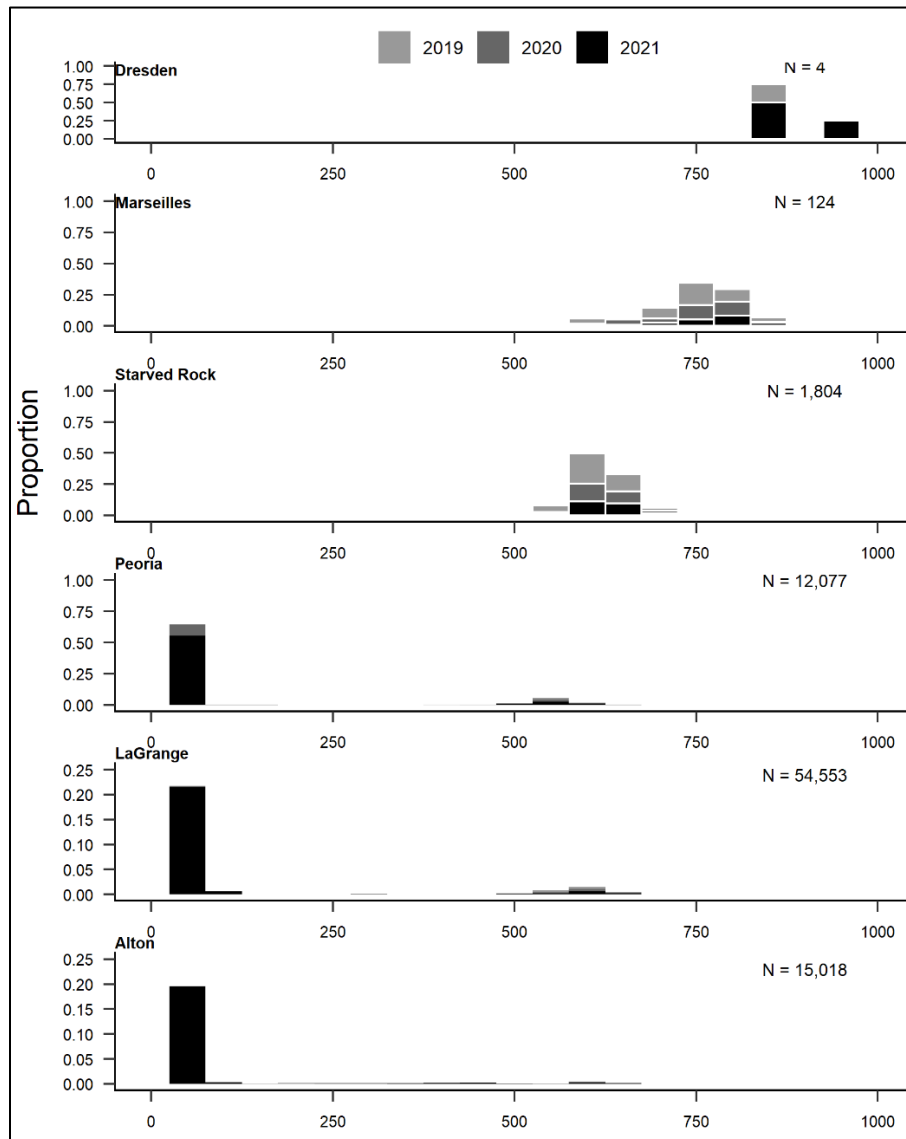 2019 2020 2021
Dresden
N = 4
1.00
0.75
0.50
0.25
0.00
0 250 500 750 1000
Marseilles
N = 124
1.00
0.75
0.50
0.25
0.00
0 250 500 750 1000
Starved Rock
N = 1,804
1.00
0.75
0.50
0.25
0.00
0 250 500 750 1000
Proportion
Peoria
N = 12,077
1.00
0.75
0.50
0.25
0.00
0 250 500 750 1000
LaGrange
N = 54,553
0.25
0.20
0.15
0.10
0.05
0.00
0 250 500 750 1000
Alton
N = 15,018
0.25
0.20
0.15
0.10
0.05
0.00
0 250 500 750 1000